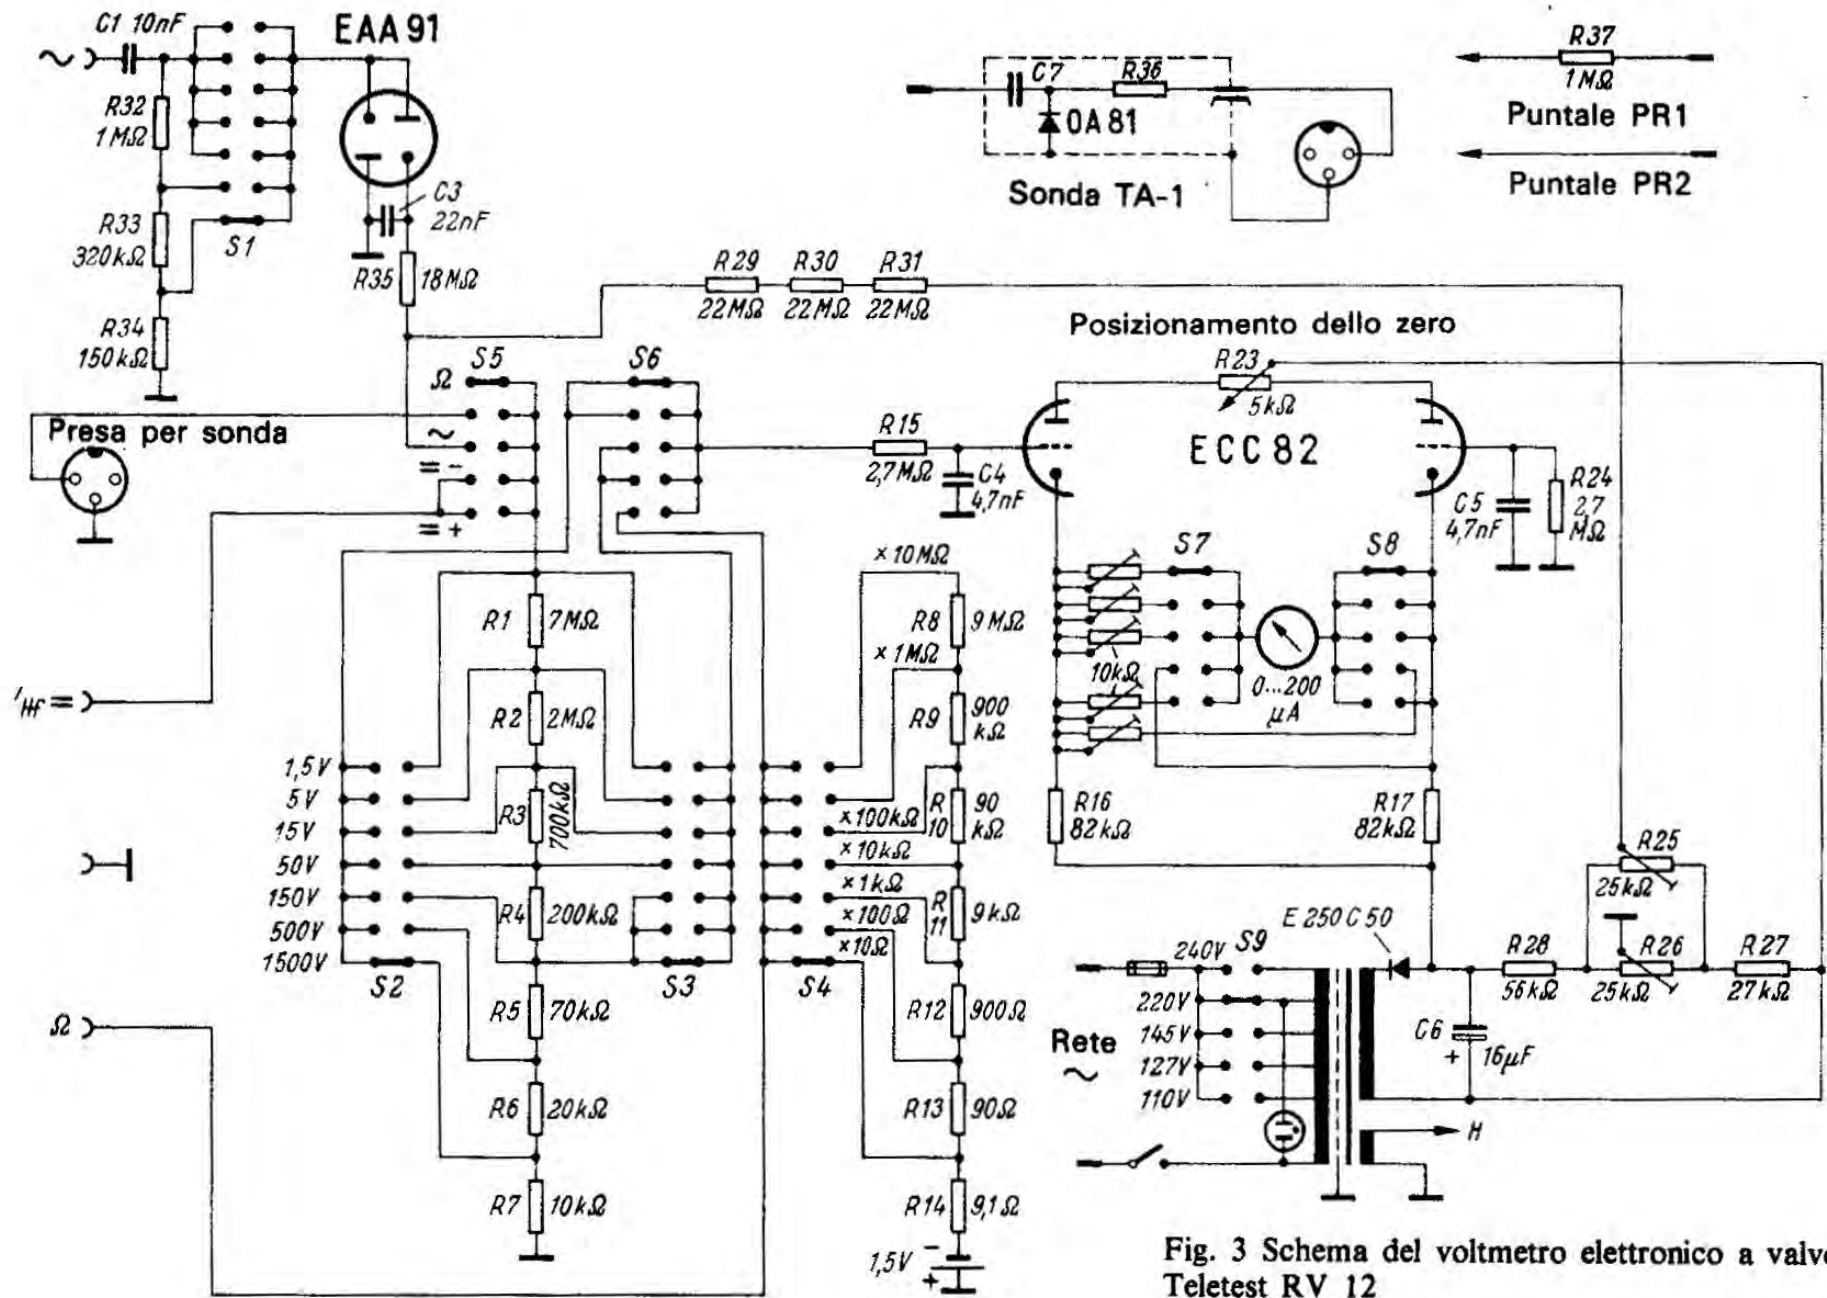 C1 10nF
EAA 91
R32
1MΩ
R33
320kΩ
R34
150kΩ
S1
C3
22nF
R35
18MΩ
C7
R36
OA81
Sonda TA-1
R37
1MΩ
Puntale PR1
Puntale PR2
R29
R30
R31
22MΩ
22MΩ
22MΩ
Posizionamento dello zero
S5
S6
Ω
~
= -
= +
Presa per sonda
R15
2,7MΩ
C4
4,7nF
R23
5kΩ
ECC 82
C5
4,7nF
R24
2,7
MΩ
S7
S8
10kΩ
0...200
μA
R16
82kΩ
R17
82kΩ
Hf =
Ω
R1
7MΩ
R2
2MΩ
R3
700kΩ
R4
200kΩ
R5
70kΩ
R6
20kΩ
R7
10kΩ
1,5V
5V
15V
50V
150V
500V
1500V
S2
S3
S4
×10MΩ
×1MΩ
×100kΩ
×10kΩ
×1kΩ
×100Ω
×10Ω
R8
9MΩ
R9
900
kΩ
R
10
90
kΩ
R
11
9kΩ
R12
900Ω
R13
90Ω
R14
9,1Ω
1,5V
-
+
R25
25kΩ
R26
25kΩ
R27
27kΩ
R28
56kΩ
E 250 C 50
C6
+
16μF
S9
240V
220V
145V
127V
110V
Rete
~
H
Fig. 3 Schema del voltmetro elettronico a valv
Teletest RV 12